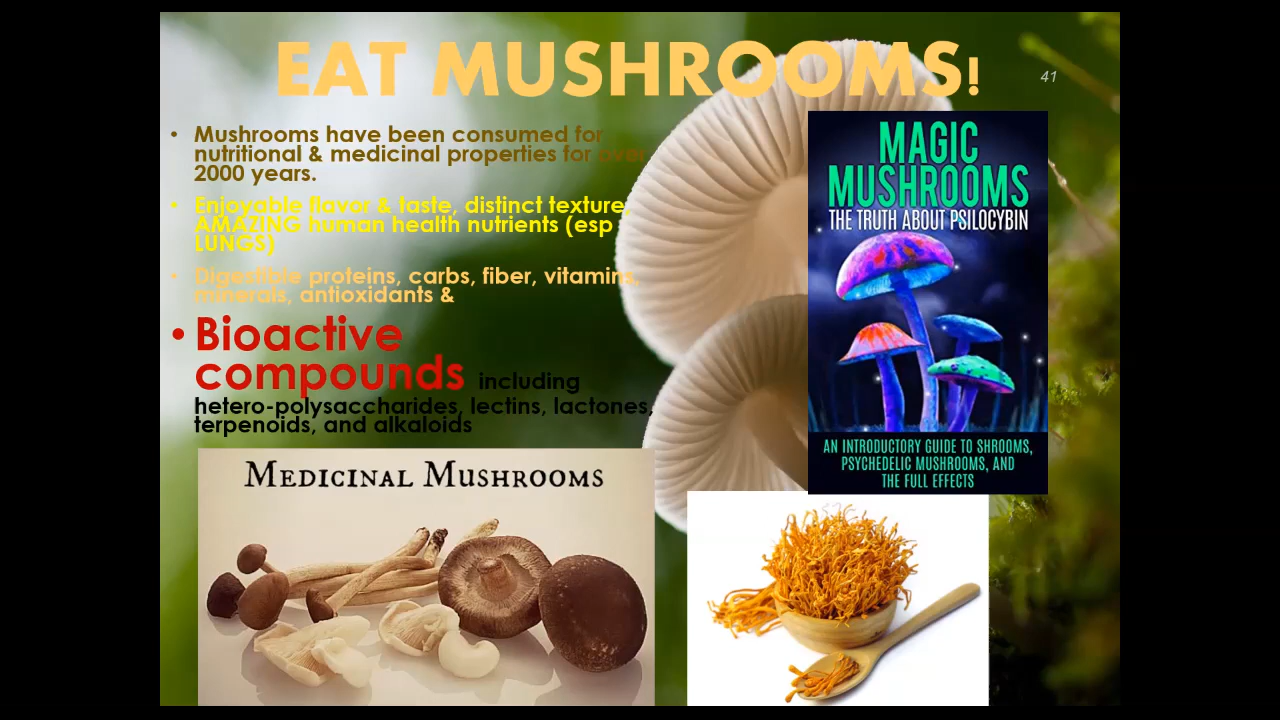 EAT MUSHROOMS!
41
• Mushrooms have been consumed for
nutritional & medicinal properties for over
2000 years.
• Enjoyable flavor & taste, distinct texture,
AMAZING human health nutrients (esp
LUNGS)
• Digestible proteins, carbs, fiber, vitamins,
minerals, antioxidants &
• Bioactive
compounds including
hetero-polysaccharides, lectins, lactones,
terpenoids, and alkaloids
MAGIC
MUSHROOMS
THE TRUTH ABOUT PSILOCYBIN
AN INTRODUCTORY GUIDE TO SHROOMS,
PSYCHEDELIC MUSHROOMS, AND
THE FULL EFFECTS
MEDICINAL MUSHROOMS